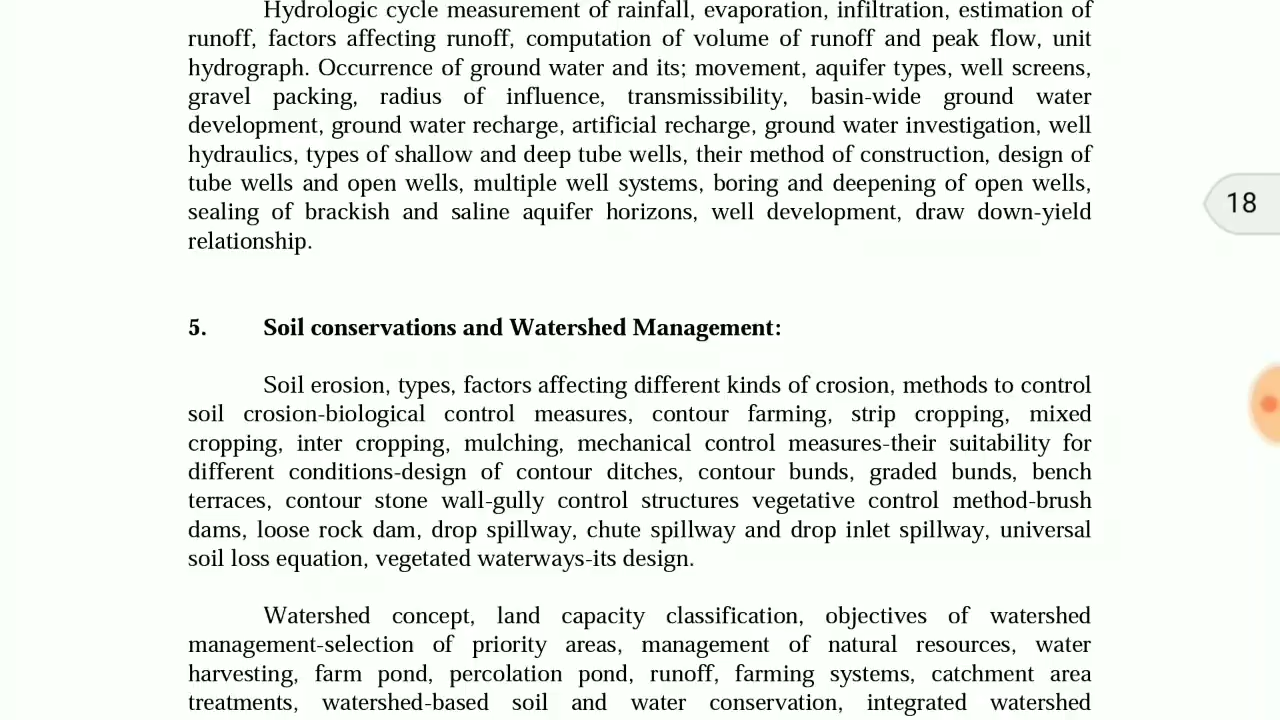 Hydrologic cycle measurement of rainfall, evaporation, infiltration, estimation of
runoff, factors affecting runoff, computation of volume of runoff and peak flow, unit
hydrograph. Occurrence of ground water and its; movement, aquifer types, well screens,
gravel packing, radius of influence, transmissibility, basin-wide ground water
development, ground water recharge, artificial recharge, ground water investigation, well
hydraulics, types of shallow and deep tube wells, their method of construction, design of
tube wells and open wells, multiple well systems, boring and deepening of open wells,
sealing of brackish and saline aquifer horizons, well development, draw down-yield
relationship.
18
5. Soil conservations and Watershed Management:
Soil erosion, types, factors affecting different kinds of crosion, methods to control
soil crosion-biological control measures, contour farming, strip cropping, mixed
cropping, inter cropping, mulching, mechanical control measures-their suitability for
different conditions-design of contour ditches, contour bunds, graded bunds, bench
terraces, contour stone wall-gully control structures vegetative control method-brush
dams, loose rock dam, drop spillway, chute spillway and drop inlet spillway, universal
soil loss equation, vegetated waterways-its design.
Watershed concept, land capacity classification, objectives of watershed
management-selection of priority areas, management of natural resources, water
harvesting, farm pond, percolation pond, runoff, farming systems, catchment area
treatments, watershed-based soil and water conservation, integrated watershed